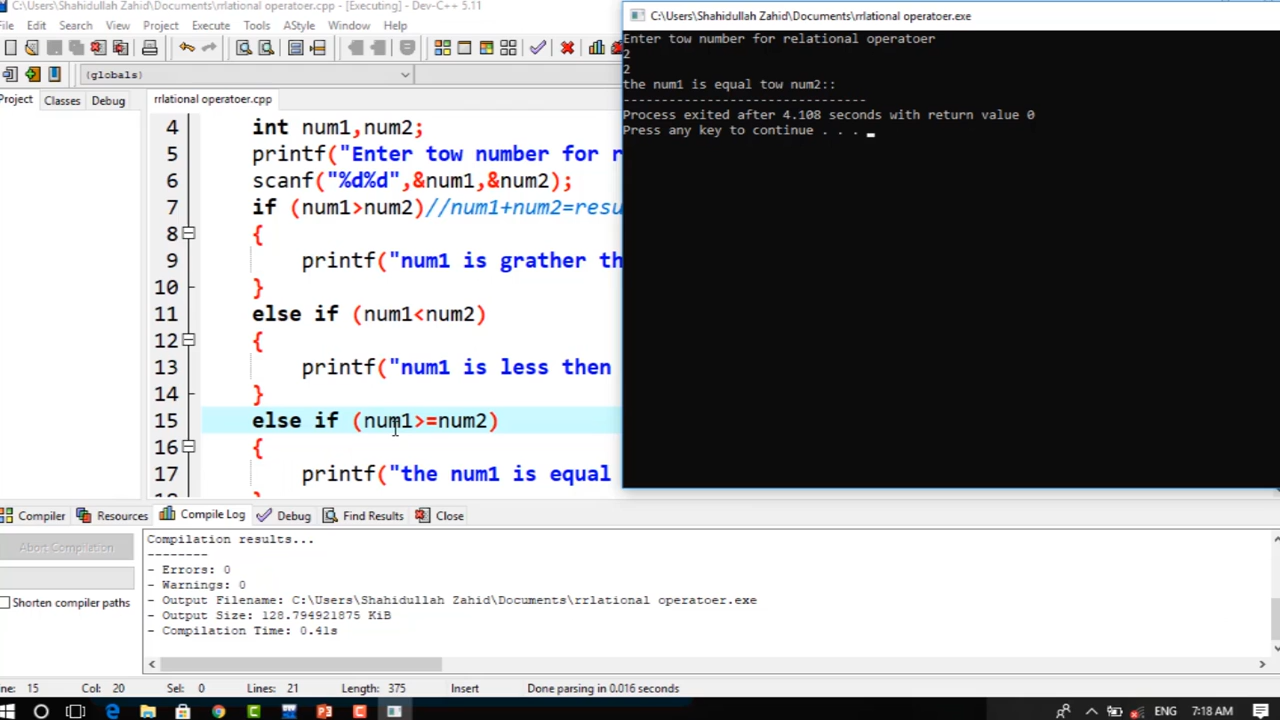 C:\Users\Shahidullah Zahid\Documents\rrlational operatoer.cpp - [Executing] - Dev-C++ 5.11
File Edit Search View Project Execute Tools AStyle Window Help
(globals)
Project Classes Debug
rrlational operatoer.cpp
4 int num1,num2;
5 printf("Enter tow number for r
6 scanf("%d%d",&num1,&num2);
7 if (num1>num2)//num1+num2=resu
8 {
9 printf("num1 is grather th
10 }
11 else if (num1<num2)
12 {
13 printf("num1 is less then
14 }
15 else if (num1>=num2)
16 {
17 printf("the num1 is equal
C:\Users\Shahidullah Zahid\Documents\rrlational operatoer.exe
Enter tow number for relational operatoer
2
2
the num1 is equal tow num2::
--------------------------------
Process exited after 4.108 seconds with return value 0
Press any key to continue . . .
Compiler Resources Compile Log Debug Find Results Close
Abort Compilation
Shorten compiler paths
Compilation results...
--------
- Errors: 0
- Warnings: 0
- Output Filename: C:\Users\Shahidullah Zahid\Documents\rrlational operatoer.exe
- Output Size: 128.794921875 KiB
- Compilation Time: 0.41s
ine: 15 Col: 20 Sel: 0 Lines: 21 Length: 375 Insert Done parsing in 0.016 seconds
ENG 7:18 AM